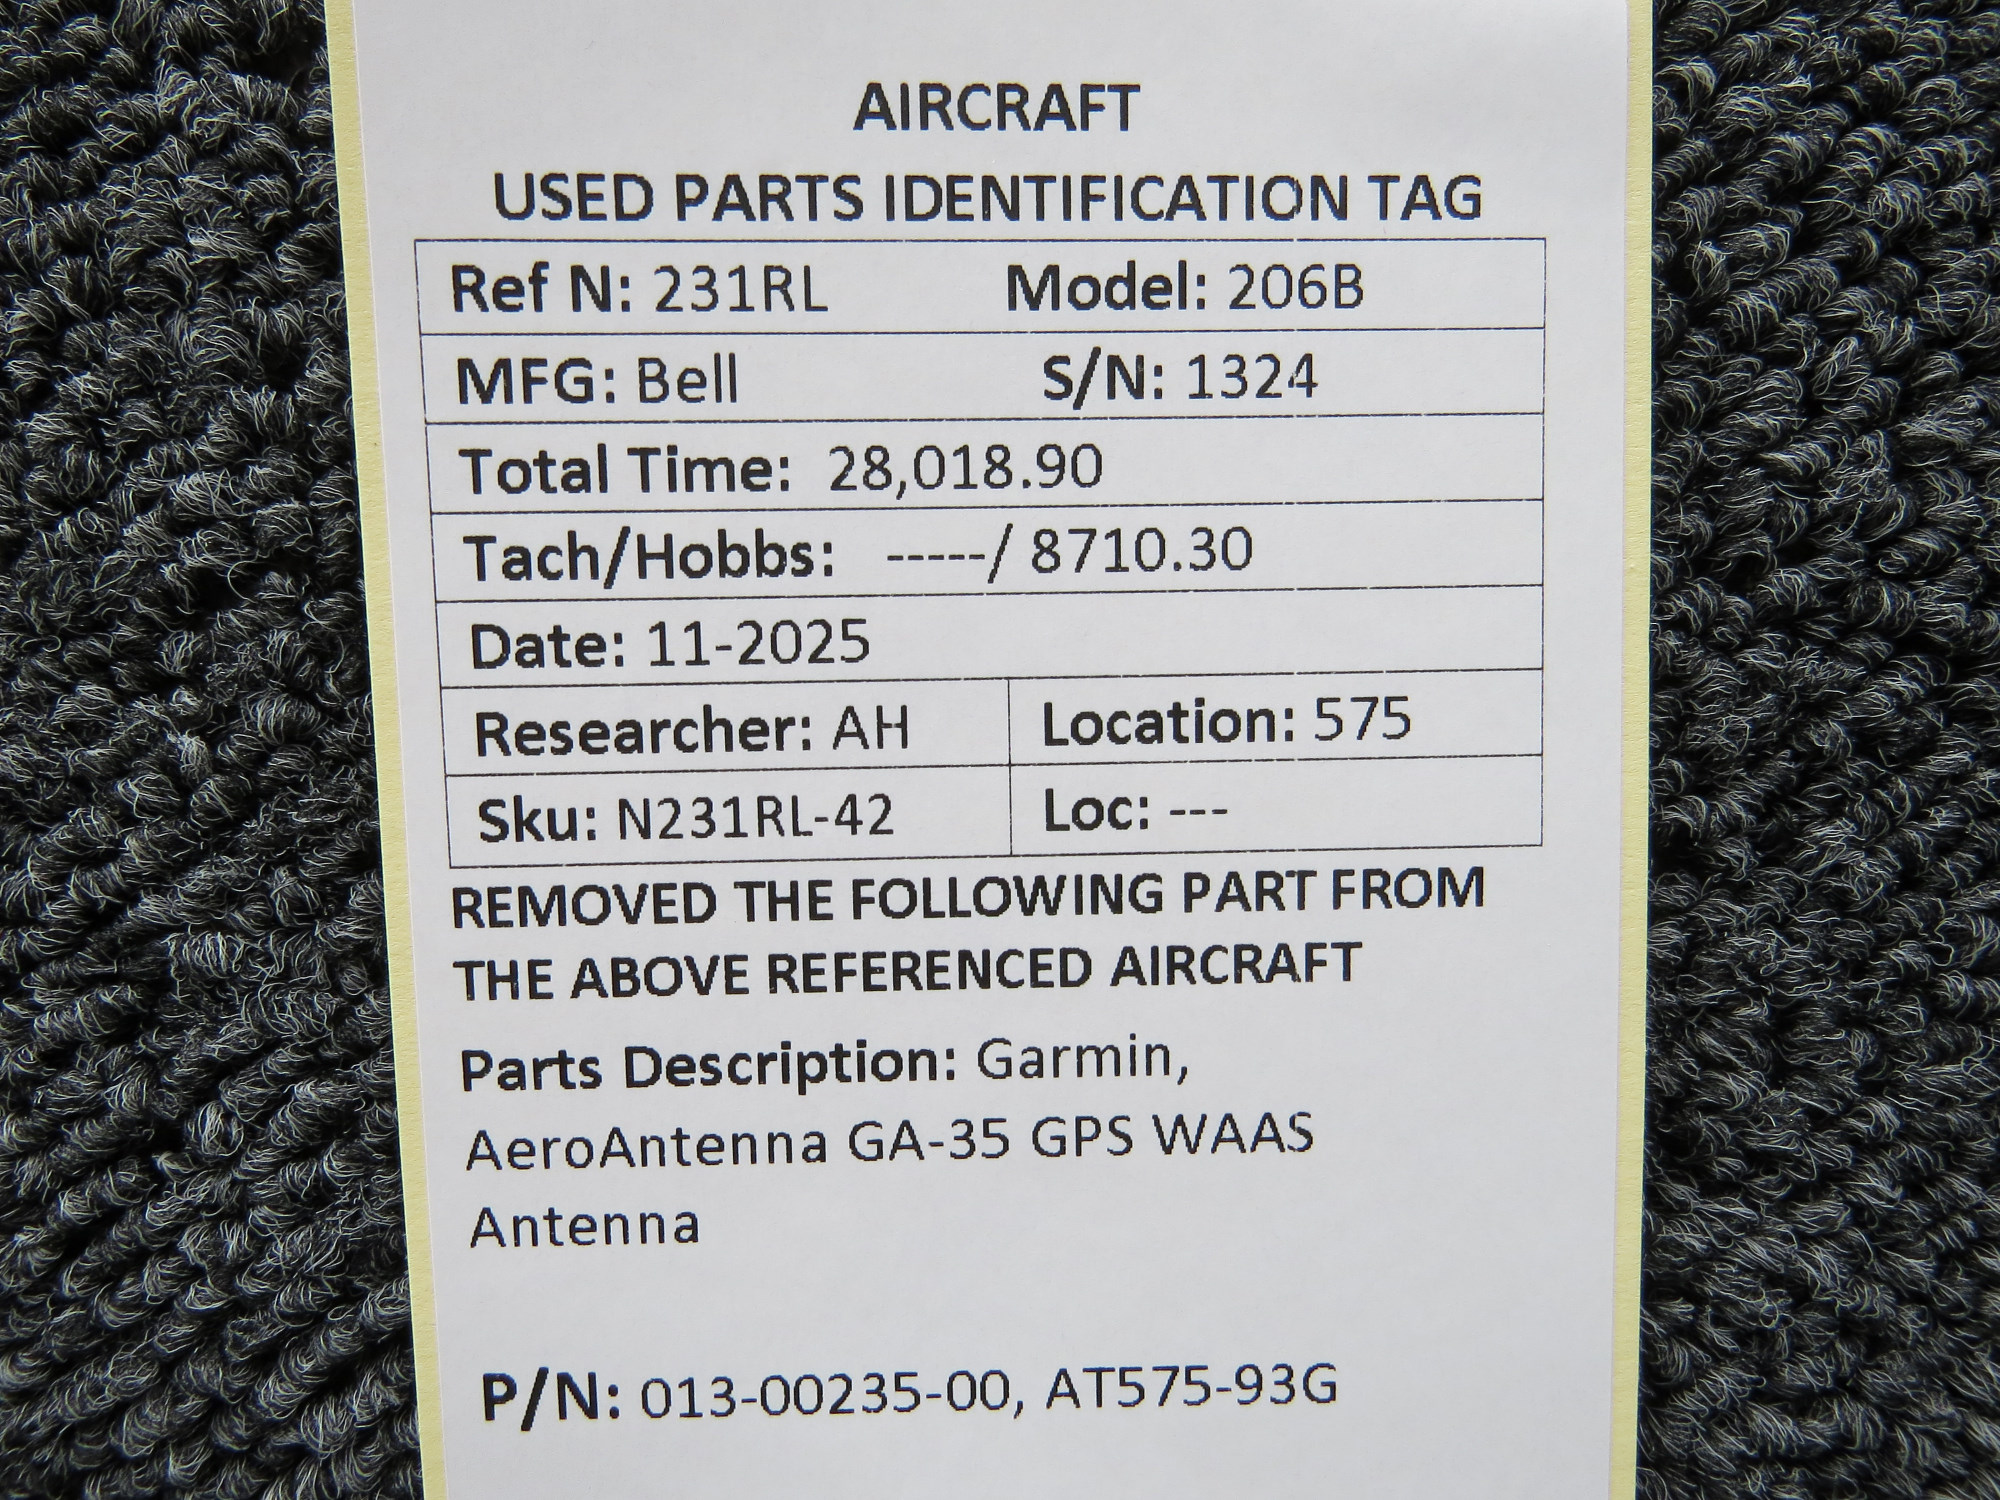 AIRCRAFT
USED PARTS IDENTIFICATION TAG
Ref N: 231RL Model: 206B
MFG: Bell S/N: 1324
Total Time: 28,018.90
Tach/Hobbs: -----/ 8710.30
Date: 11-2025
Researcher: AH Location: 575
Sku: N231RL-42 Loc: ---
REMOVED THE FOLLOWING PART FROM
THE ABOVE REFERENCED AIRCRAFT
Parts Description: Garmin,
AeroAntenna GA-35 GPS WAAS
Antenna
P/N: 013-00235-00, AT575-93G